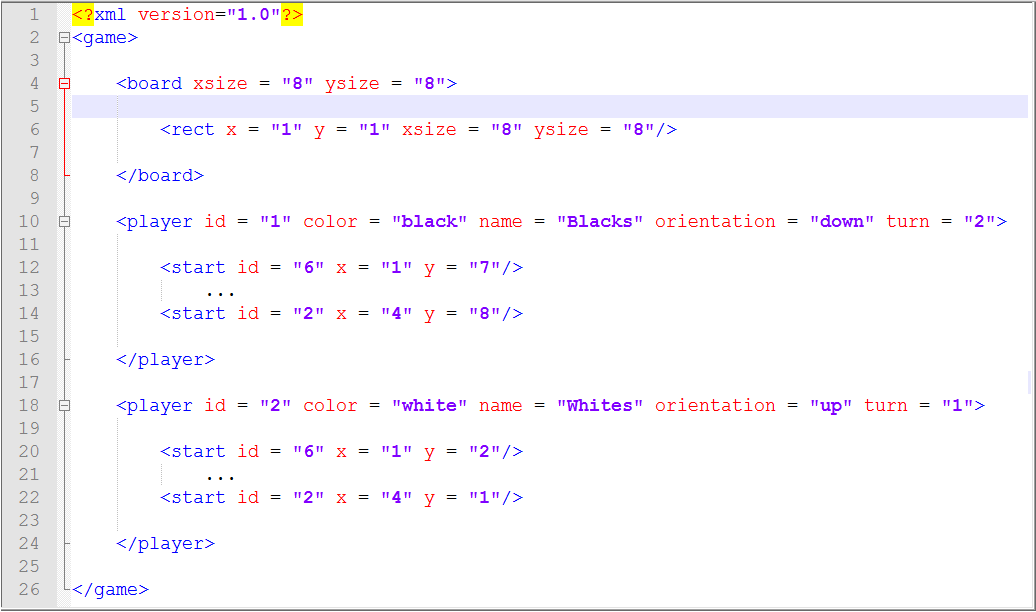 1 <?xml version="1.0"?>
2 <game>
3
4 <board xsize = "8" ysize = "8">
5
6 <rect x = "1" y = "1" xsize = "8" ysize = "8"/>
7
8 </board>
9
10 <player id = "1" color = "black" name = "Blacks" orientation = "down" turn = "2">
11
12 <start id = "6" x = "1" y = "7"/>
13 ...
14 <start id = "2" x = "4" y = "8"/>
15
16 </player>
17
18 <player id = "2" color = "white" name = "Whites" orientation = "up" turn = "1">
19
20 <start id = "6" x = "1" y = "2"/>
21 ...
22 <start id = "2" x = "4" y = "1"/>
23
24 </player>
25
26 </game>